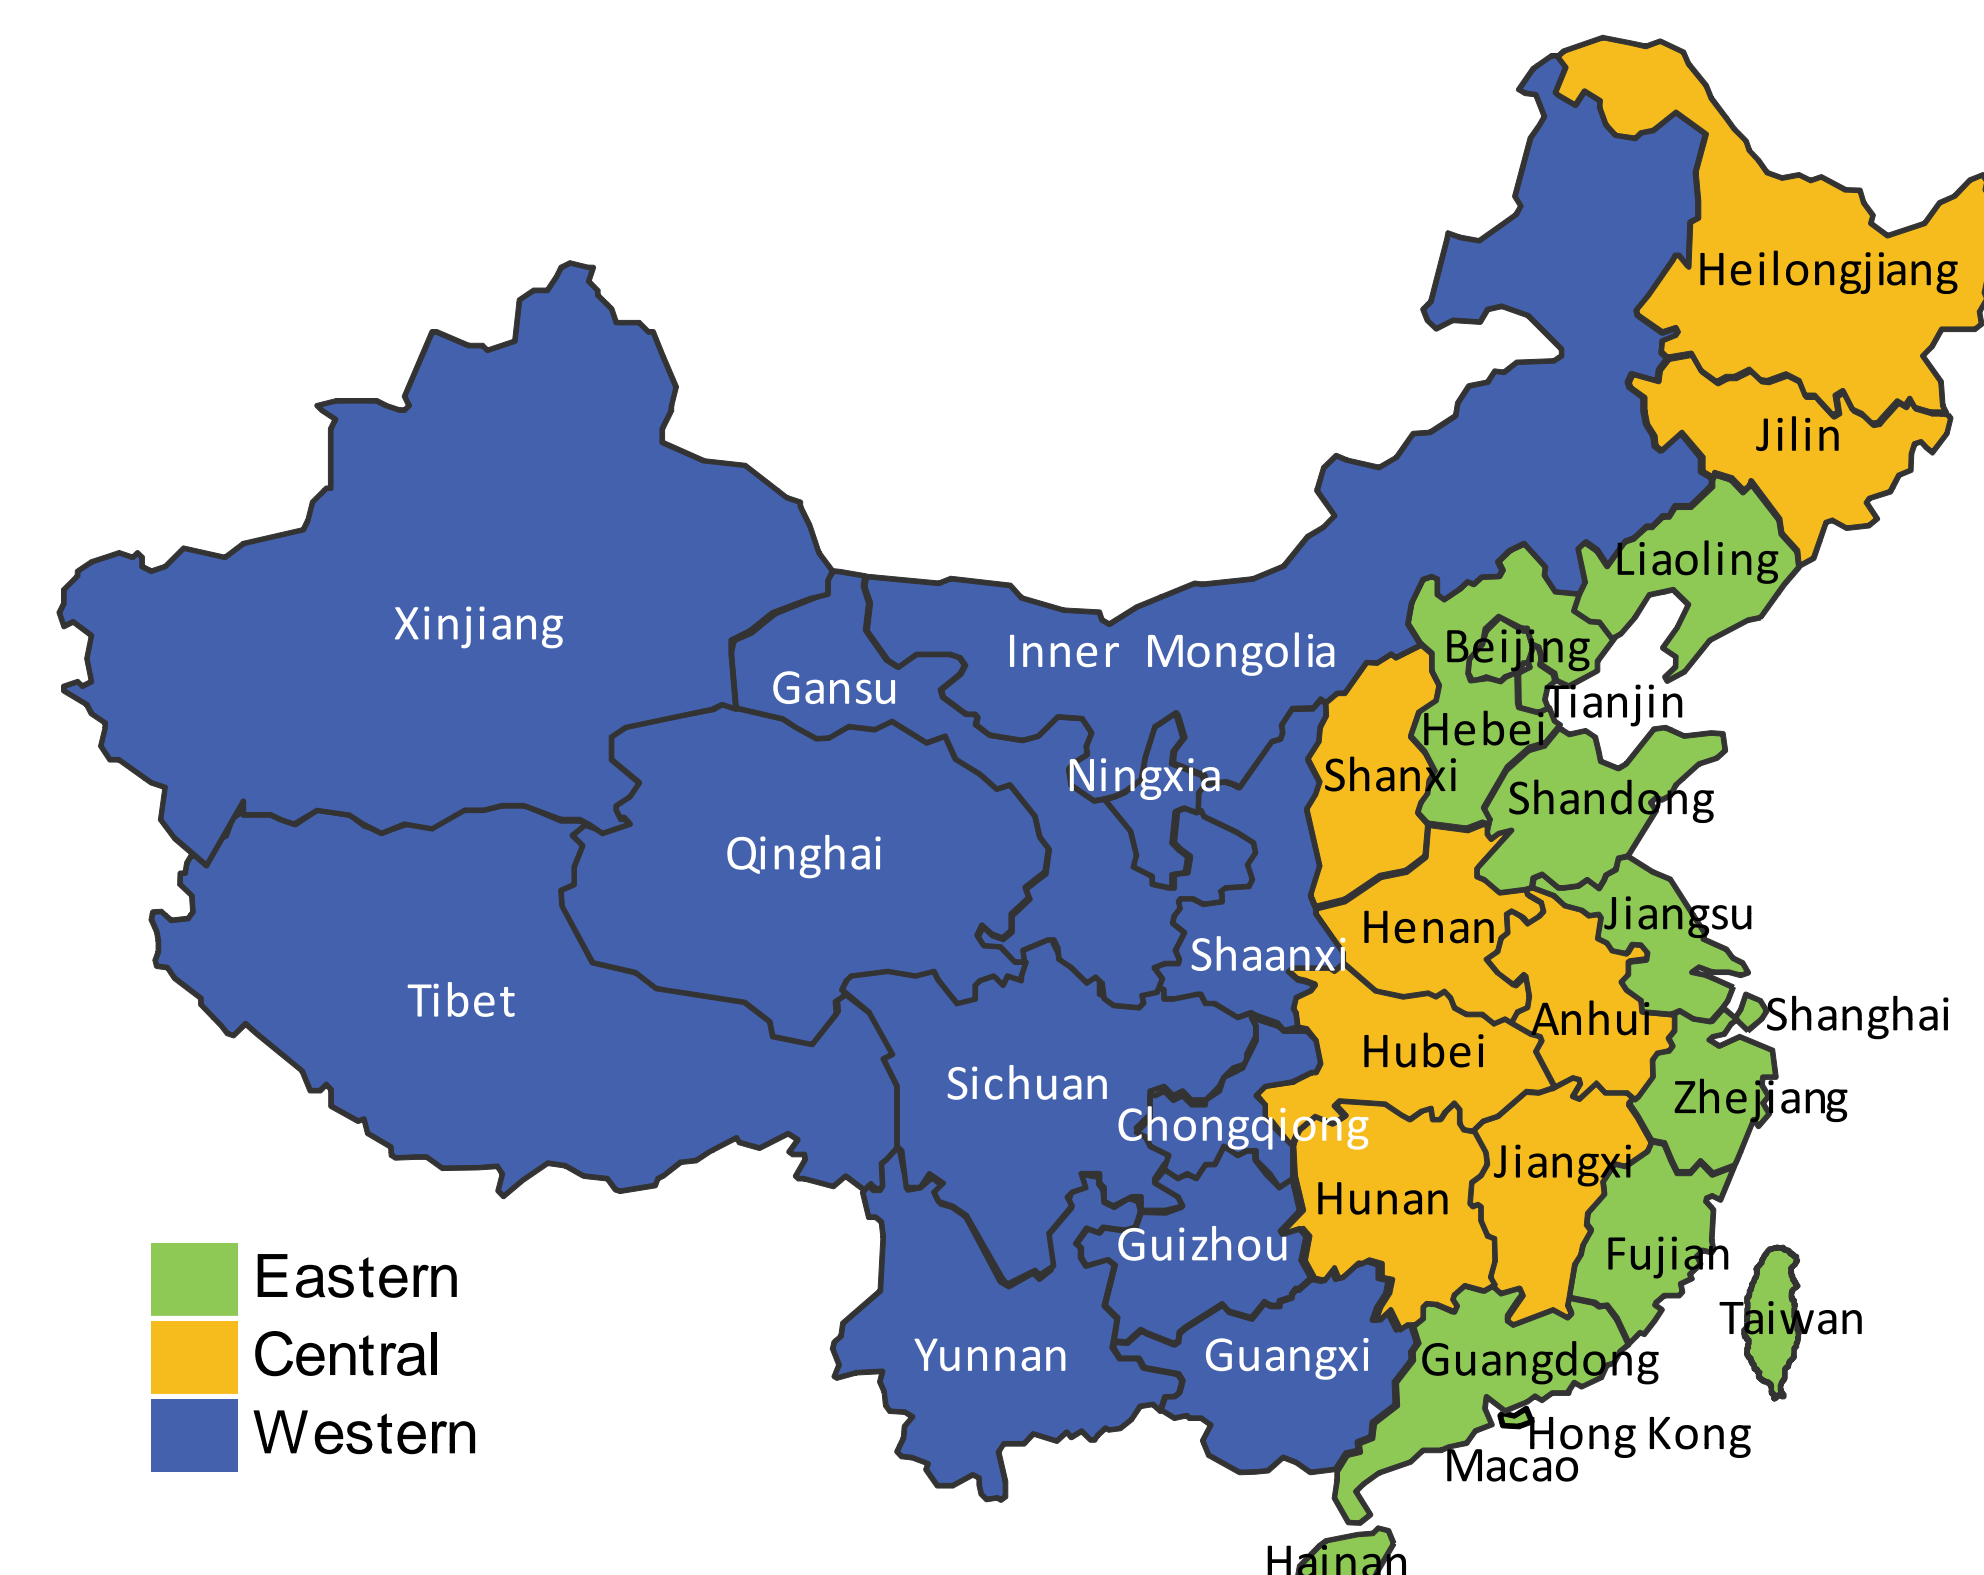 Heilongjiang
Jilin
Liaoling
Xinjiang
Inner Mongolia
Beijing
Gansu
Tianjin
Hebei
Ningxia
Shanxi
Shandong
Qinghai
Henan
Jiangsu
Shaanxi
Tibet
Anhui
Shanghai
Hubei
Sichuan
Zhejiang
Chongqiong
Jiangxi
Hunan
Guizhou
Fujian
Eastern
Taiwan
Central
Yunnan
Guangxi
Guangdong
Western
Hong Kong
Macao
Hainan